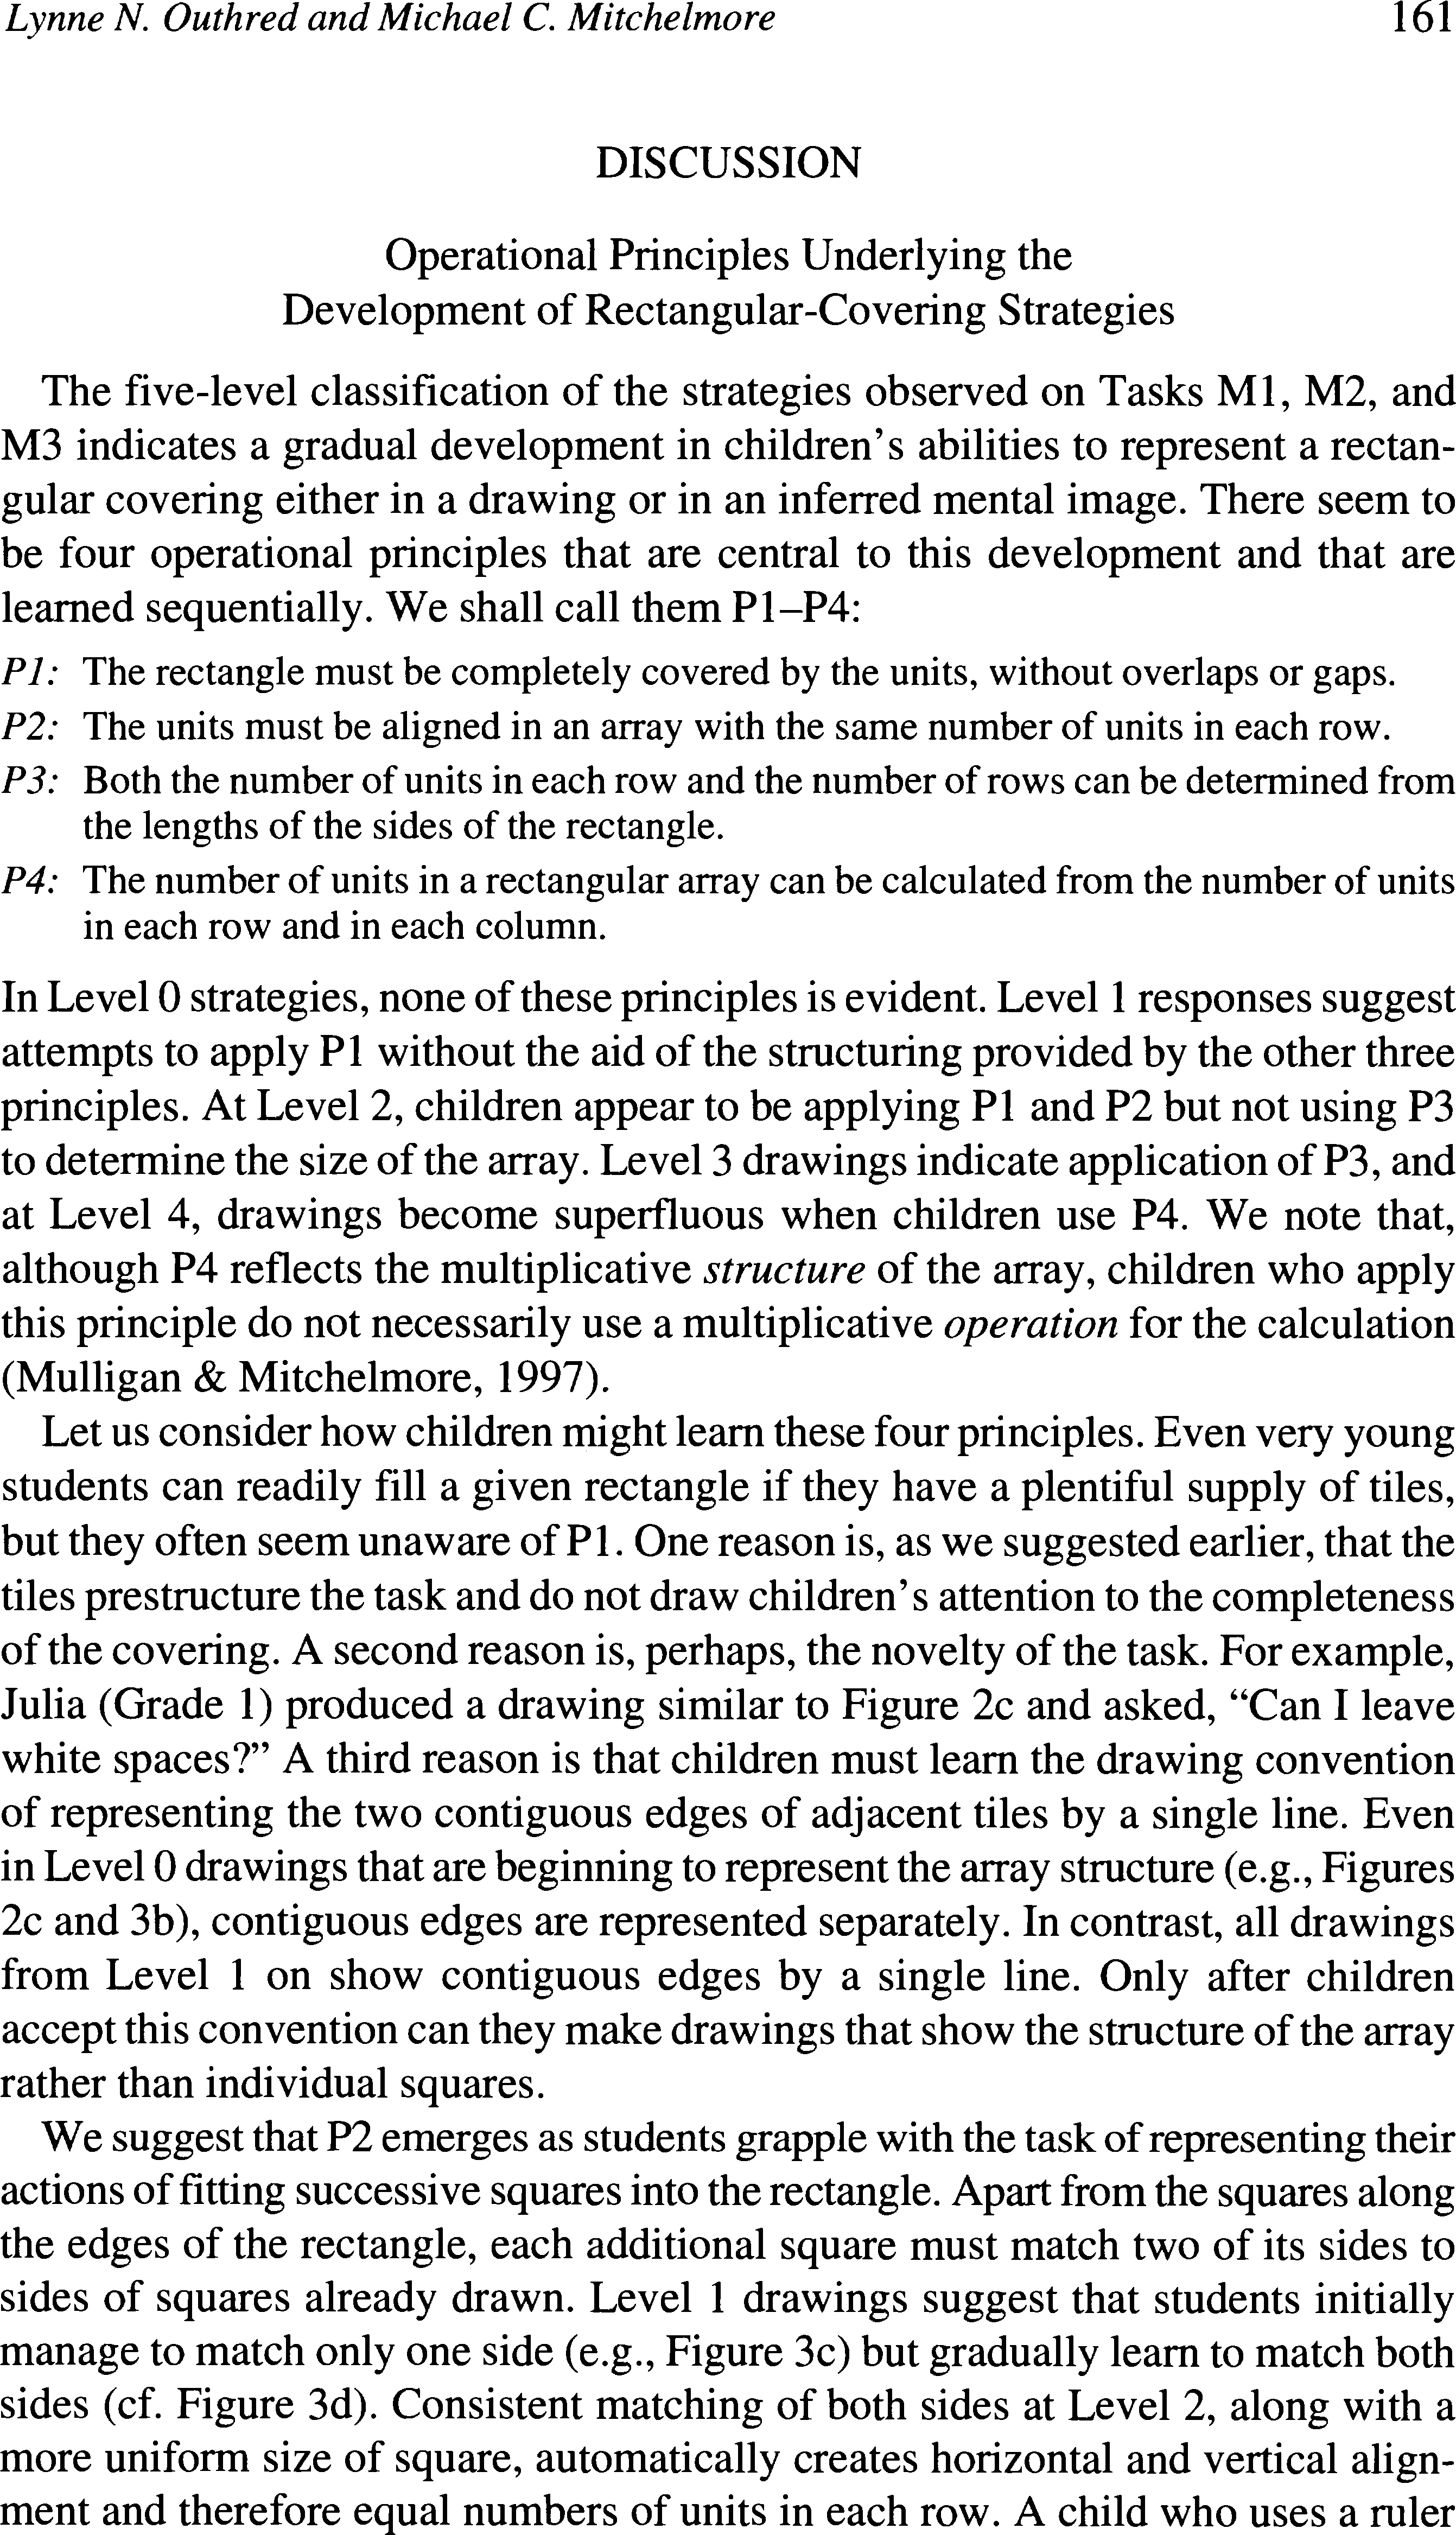 Lynne N. Outhred and Michael C. Mitchelmore 161
DISCUSSION
Operational Principles Underlying the
Development of Rectangular-Covering Strategies
The five-level classification of the strategies observed on Tasks M1, M2, and
M3 indicates a gradual development in children's abilities to represent a rectan-
gular covering either in a drawing or in an inferred mental image. There seem to
be four operational principles that are central to this development and that are
learned sequentially. We shall call them P1–P4:
P1: The rectangle must be completely covered by the units, without overlaps or gaps.
P2: The units must be aligned in an array with the same number of units in each row.
P3: Both the number of units in each row and the number of rows can be determined from
the lengths of the sides of the rectangle.
P4: The number of units in a rectangular array can be calculated from the number of units
in each row and in each column.
In Level 0 strategies, none of these principles is evident. Level 1 responses suggest
attempts to apply P1 without the aid of the structuring provided by the other three
principles. At Level 2, children appear to be applying P1 and P2 but not using P3
to determine the size of the array. Level 3 drawings indicate application of P3, and
at Level 4, drawings become superfluous when children use P4. We note that,
although P4 reflects the multiplicative structure of the array, children who apply
this principle do not necessarily use a multiplicative operation for the calculation
(Mulligan & Mitchelmore, 1997).
Let us consider how children might learn these four principles. Even very young
students can readily fill a given rectangle if they have a plentiful supply of tiles,
but they often seem unaware of P1. One reason is, as we suggested earlier, that the
tiles prestructure the task and do not draw children's attention to the completeness
of the covering. A second reason is, perhaps, the novelty of the task. For example,
Julia (Grade 1) produced a drawing similar to Figure 2c and asked, “Can I leave
white spaces?” A third reason is that children must learn the drawing convention
of representing the two contiguous edges of adjacent tiles by a single line. Even
in Level 0 drawings that are beginning to represent the array structure (e.g., Figures
2c and 3b), contiguous edges are represented separately. In contrast, all drawings
from Level 1 on show contiguous edges by a single line. Only after children
accept this convention can they make drawings that show the structure of the array
rather than individual squares.
We suggest that P2 emerges as students grapple with the task of representing their
actions of fitting successive squares into the rectangle. Apart from the squares along
the edges of the rectangle, each additional square must match two of its sides to
sides of squares already drawn. Level 1 drawings suggest that students initially
manage to match only one side (e.g., Figure 3c) but gradually learn to match both
sides (cf. Figure 3d). Consistent matching of both sides at Level 2, along with a
more uniform size of square, automatically creates horizontal and vertical align-
ment and therefore equal numbers of units in each row. A child who uses a ruler